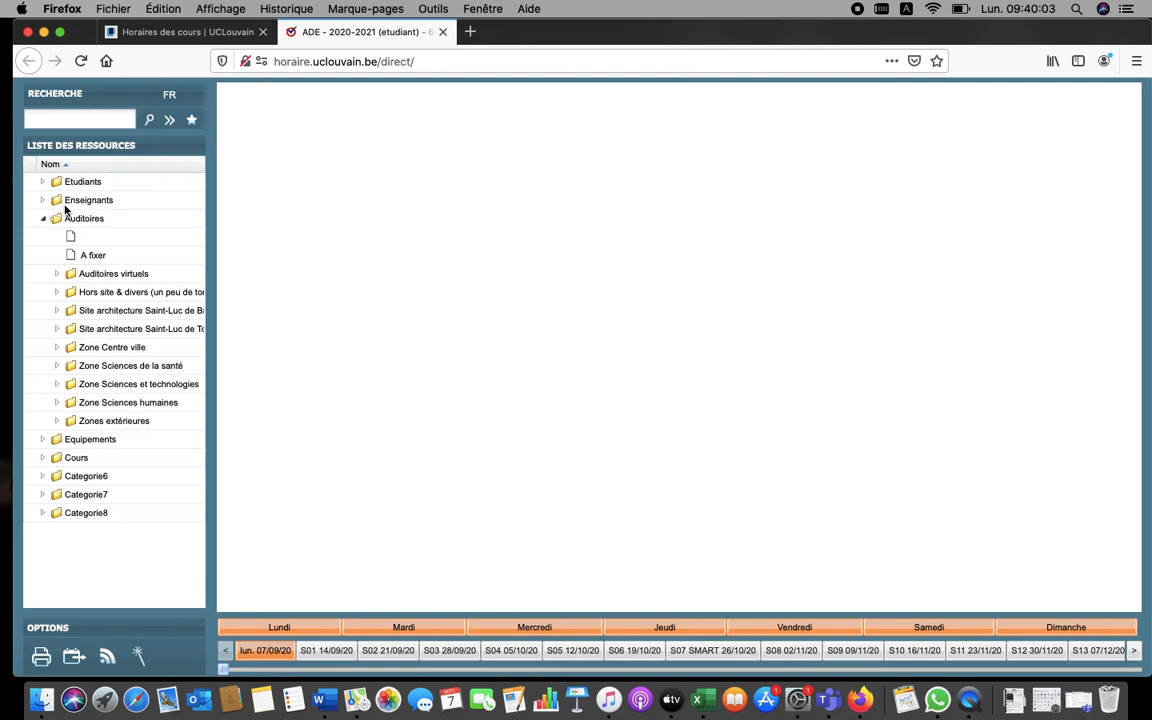 Firefox Fichier Édition Affichage Historique Marque-pages Outils Fenêtre Aide A Lun. 09:40:03
Horaires des cours | UCLouvain ADE - 2020-2021 (etudiant) - 6
horaire.uclouvain.be/direct/
RECHERCHE FR
LISTE DES RESSOURCES
Nom
Etudiants
Enseignants
Auditoires
A fixer
Auditoires virtuels
Hors site & divers (un peu de tou
Site architecture Saint-Luc de B
Site architecture Saint-Luc de To
Zone Centre ville
Zone Sciences de la santé
Zone Sciences et technologies
Zone Sciences humaines
Zones extérieures
Equipements
Cours
Categorie6
Categorie7
Categorie8
OPTIONS
Lundi Mardi Mercredi Jeudi Vendredi Samedi Dimanche
< lun. 07/09/20 S01 14/09/20 S02 21/09/20 S03 28/09/20 S04 05/10/20 S05 12/10/20 S06 19/10/20 S07 SMART 26/10/20 S08 02/11/20 S09 09/11/20 S10 16/11/20 S11 23/11/20 S12 30/11/20 S13 07/12/20 >